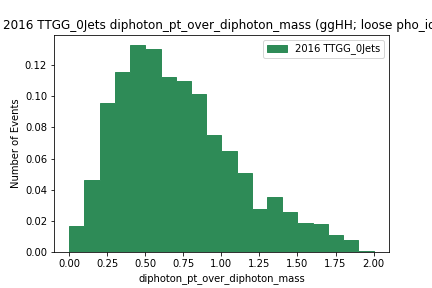 2016 TTGG_0Jets diphoton_pt_over_diphoton_mass (ggHH; loose pho_id
2016 TTGG_0Jets
Number of Events
0.12
0.10
0.08
0.06
0.04
0.02
0.00
0.00 0.25 0.50 0.75 1.00 1.25 1.50 1.75 2.00
diphoton_pt_over_diphoton_mass